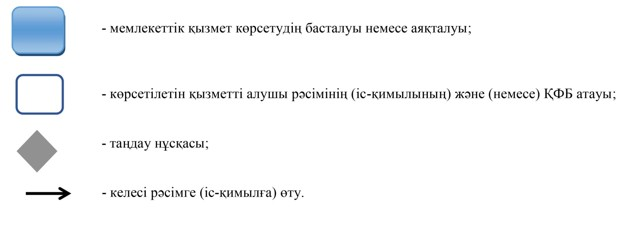 - мемлекеттік қызмет көрсетудің басталуы немесе аяқталуы;
- көрсетілетін қызметті алушы рәсімінің (іс-қимылының) және (немесе) ҚФБ атауы;
- таңдау нұсқасы;
- келесі рәсімге (іс-қимылға) өту.